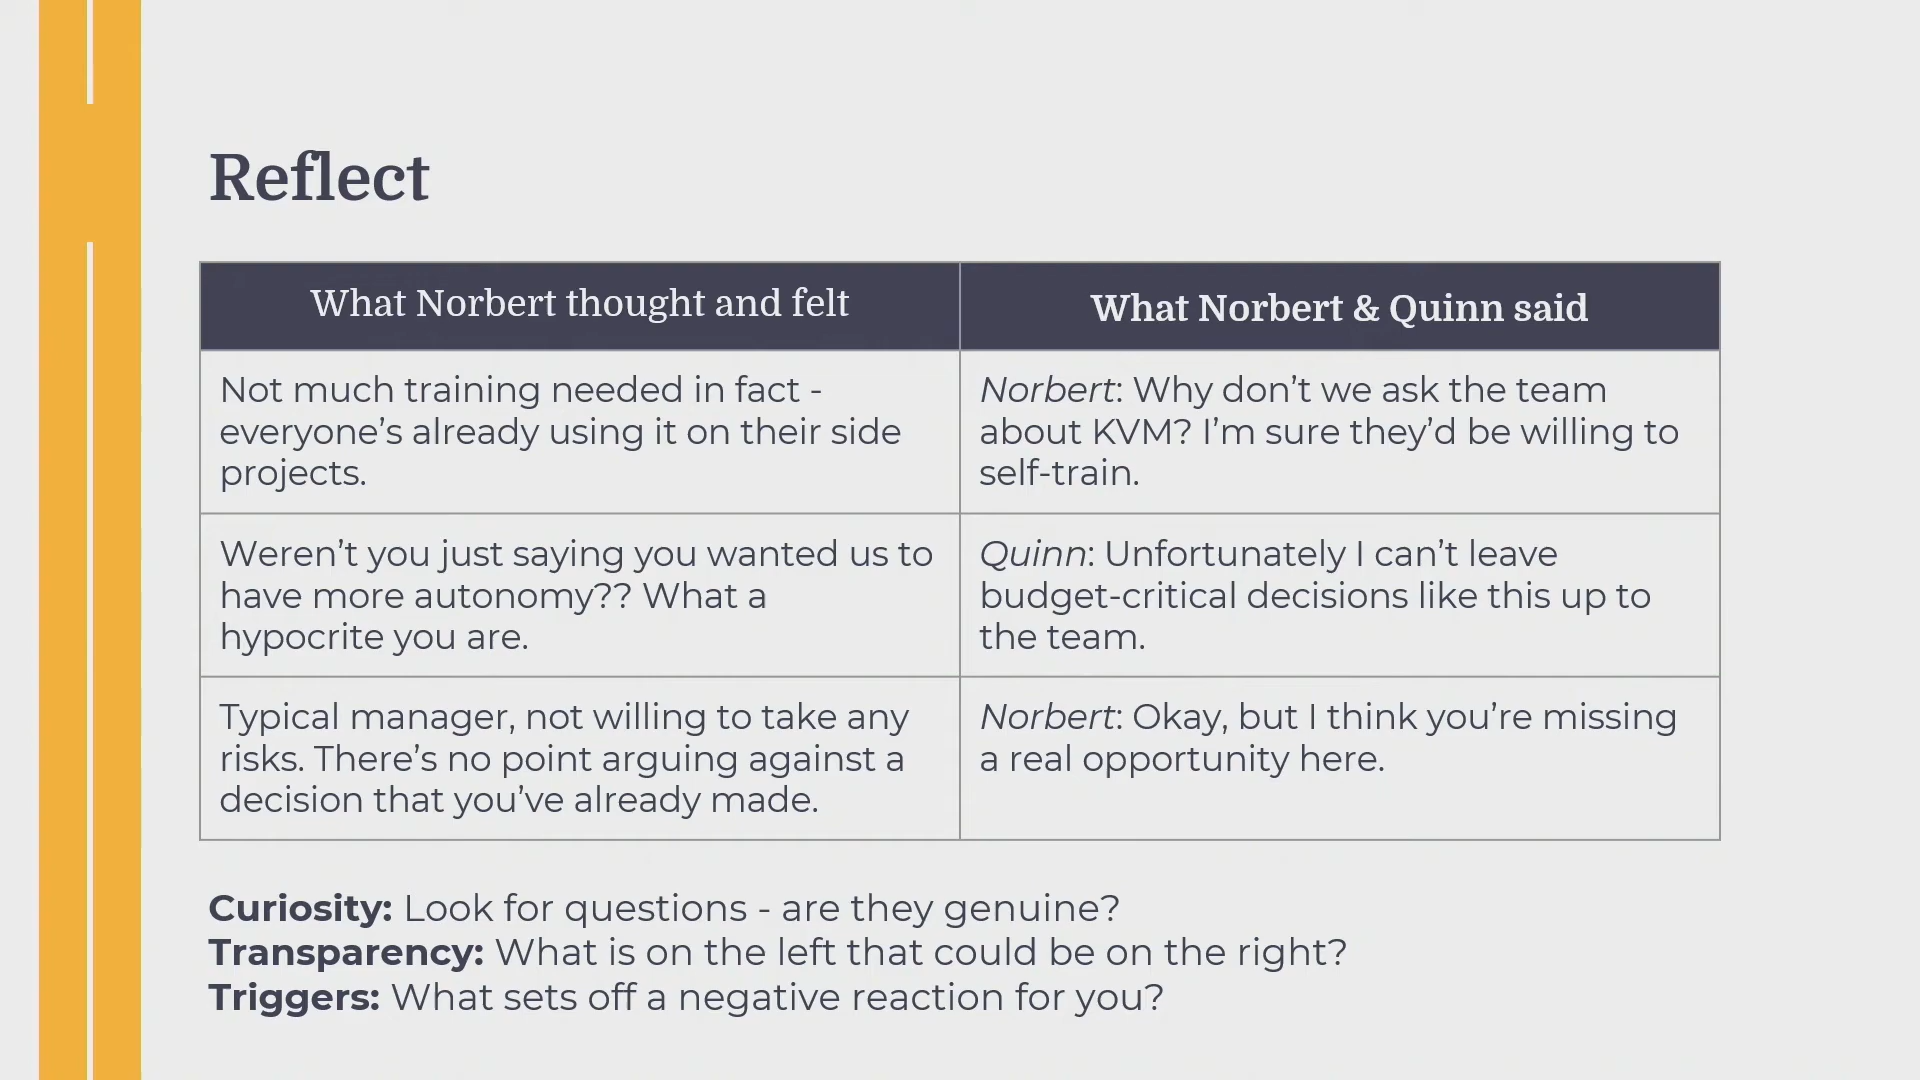 Reflect
What Norbert thought and felt
What Norbert & Quinn said
Not much training needed in fact -
everyone’s already using it on their side
projects.
Norbert: Why don’t we ask the team
about KVM? I’m sure they’d be willing to
self-train.
Weren’t you just saying you wanted us to
have more autonomy?? What a
hypocrite you are.
Quinn: Unfortunately I can’t leave
budget-critical decisions like this up to
the team.
Typical manager, not willing to take any
risks. There’s no point arguing against a
decision that you’ve already made.
Norbert: Okay, but I think you’re missing
a real opportunity here.
Curiosity: Look for questions - are they genuine?
Transparency: What is on the left that could be on the right?
Triggers: What sets off a negative reaction for you?